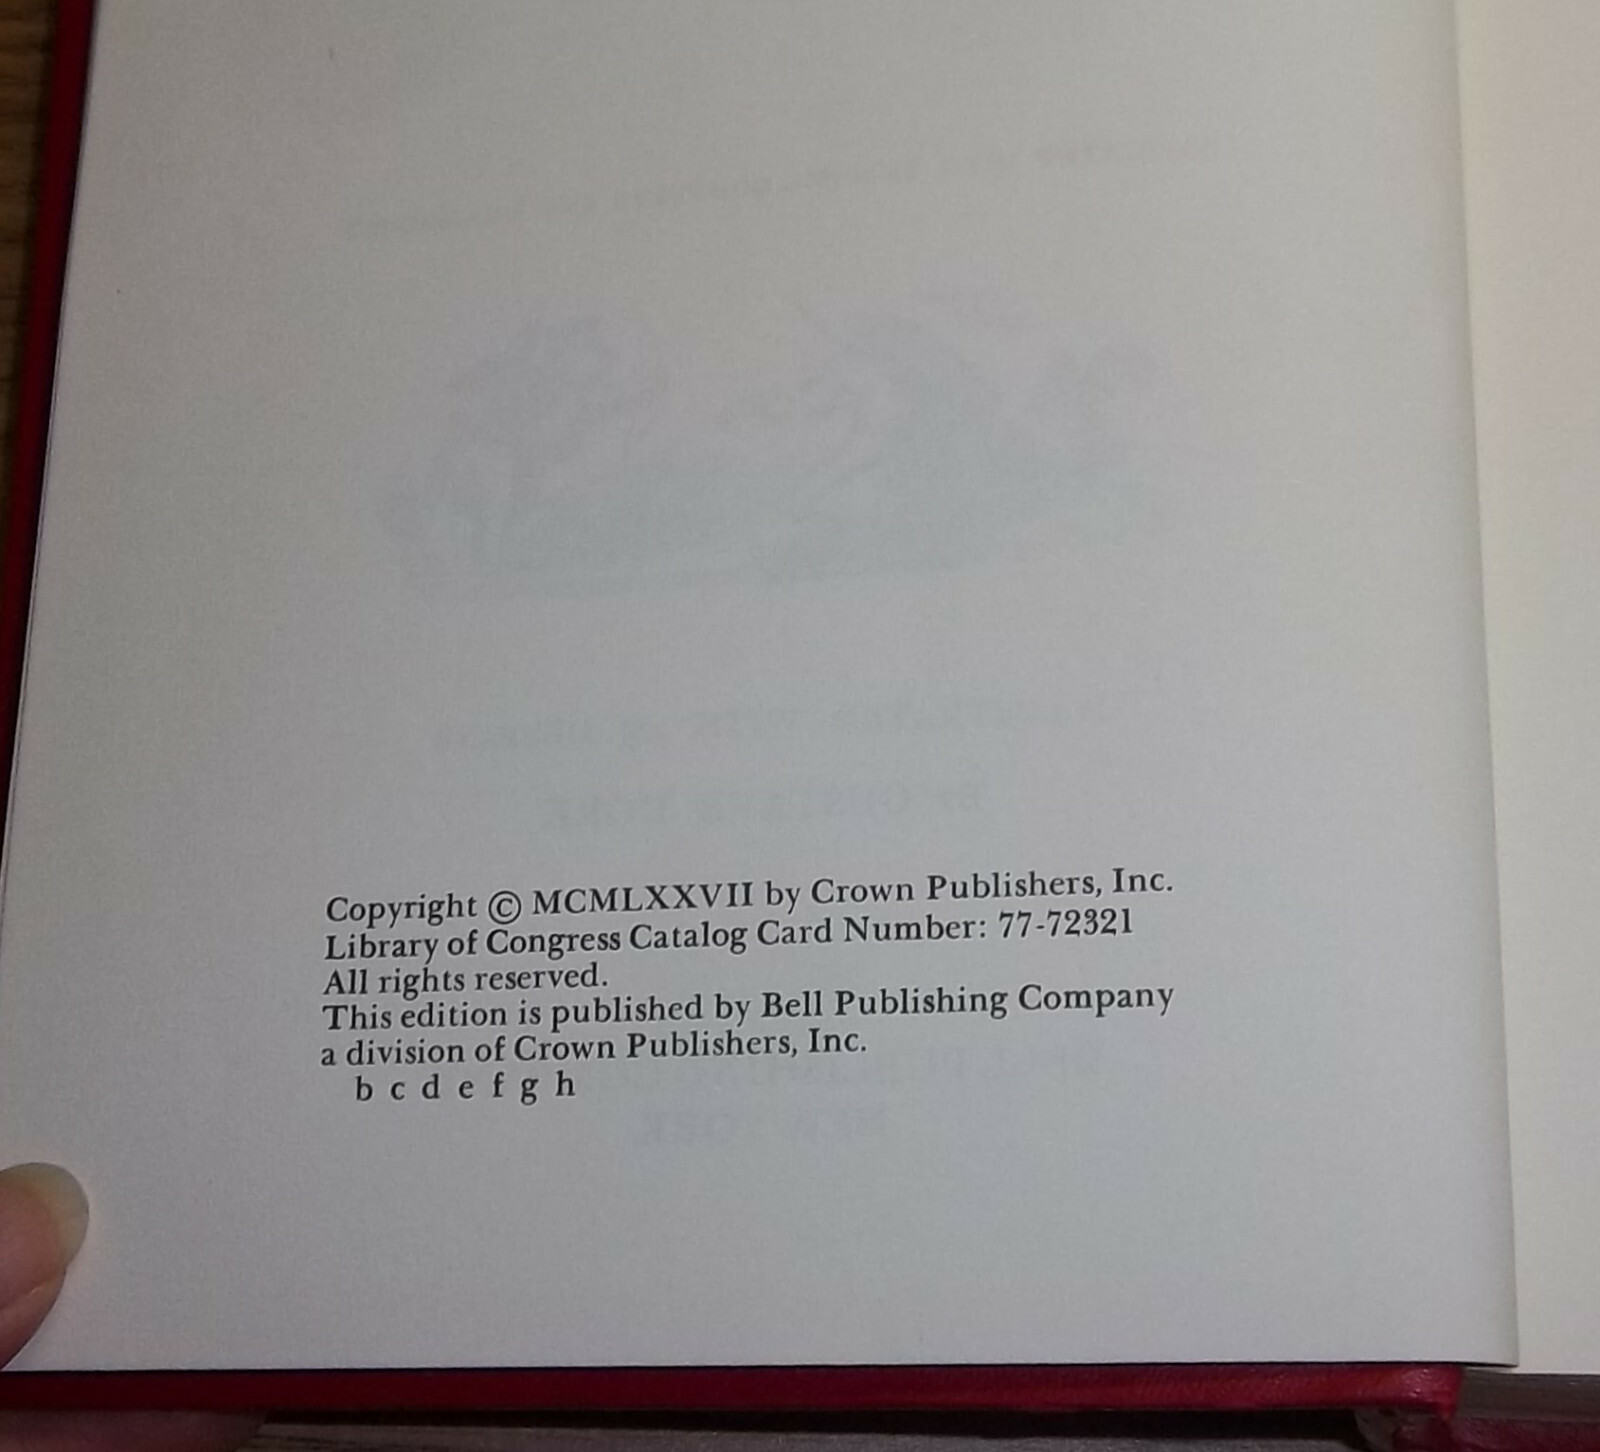 Copyright © MCMLXXVII by Crown Publishers, Inc.
Library of Congress Catalog Card Number: 77-72321
All rights reserved.
This edition is published by Bell Publishing Company
a division of Crown Publishers, Inc.
b c d e f g h